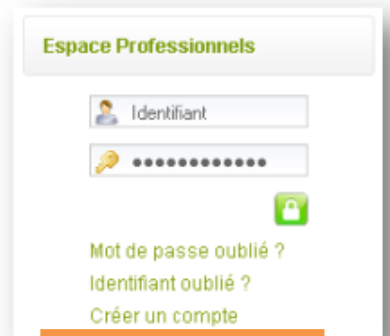 Espace Professionnels
Identifiant
••••••••••••
Mot de passe oublié ?
Identifiant oublié ?
Créer un compte